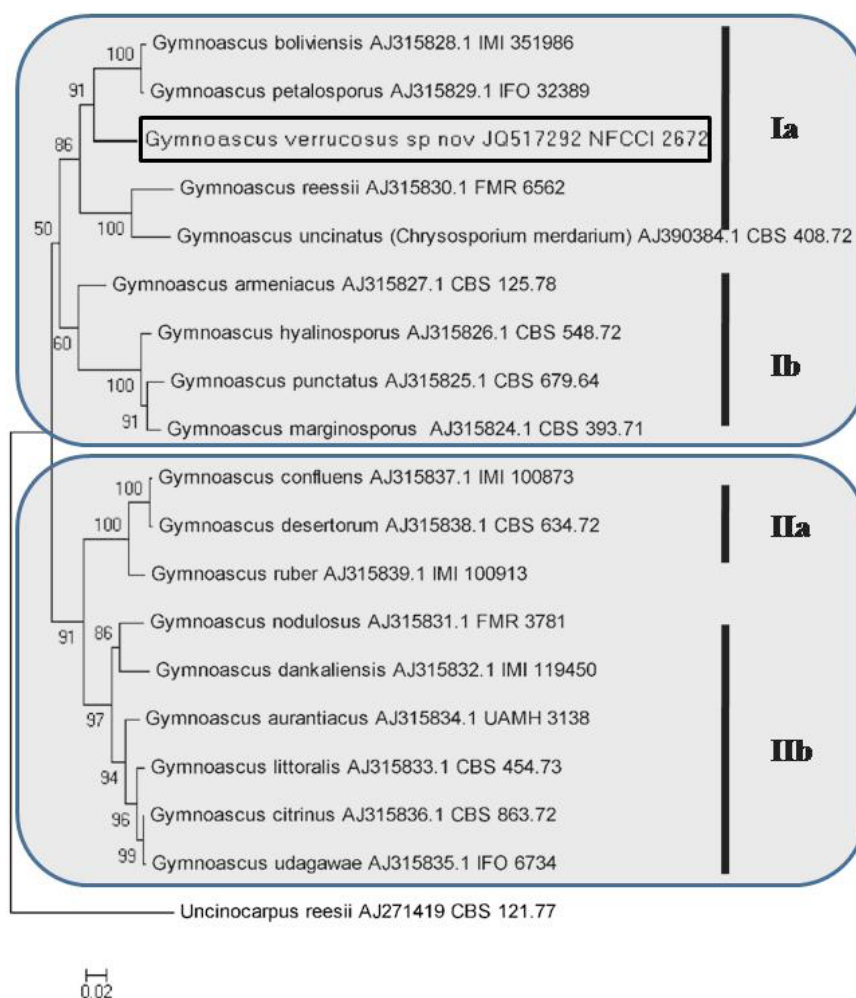 100
Gymnoascus boliviensis AJ315828.1 IMI 351986
91
Gymnoascus petalosporus AJ315829.1 IFO 32389
Ia
86
Gymnoascus verrucosus sp nov JQ517292 NFCCI 2672
Gymnoascus reessii AJ315830.1 FMR 6562
50
100
Gymnoascus uncinatus (Chrysosporium merdarium) AJ390384.1 CBS 408.72
Gymnoascus armeniacus AJ315827.1 CBS 125.78
60
Gymnoascus hyalinosporus AJ315826.1 CBS 548.72
Ib
100
Gymnoascus punctatus AJ315825.1 CBS 679.64
91
Gymnoascus marginosporus AJ315824.1 CBS 393.71
100
Gymnoascus confluens AJ315837.1 IMI 100873
100
Gymnoascus desertorum AJ315838.1 CBS 634.72
IIa
Gymnoascus ruber AJ315839.1 IMI 100913
91
86
Gymnoascus nodulosus AJ315831.1 FMR 3781
Gymnoascus dankaliensis AJ315832.1 IMI 119450
97
Gymnoascus aurantiacus AJ315834.1 UAMH 3138
IIb
94
Gymnoascus littoralis AJ315833.1 CBS 454.73
96
Gymnoascus citrinus AJ315836.1 CBS 863.72
99
Gymnoascus udagawae AJ315835.1 IFO 6734
Uncinocarpus reesii AJ271419 CBS 121.77
0.02